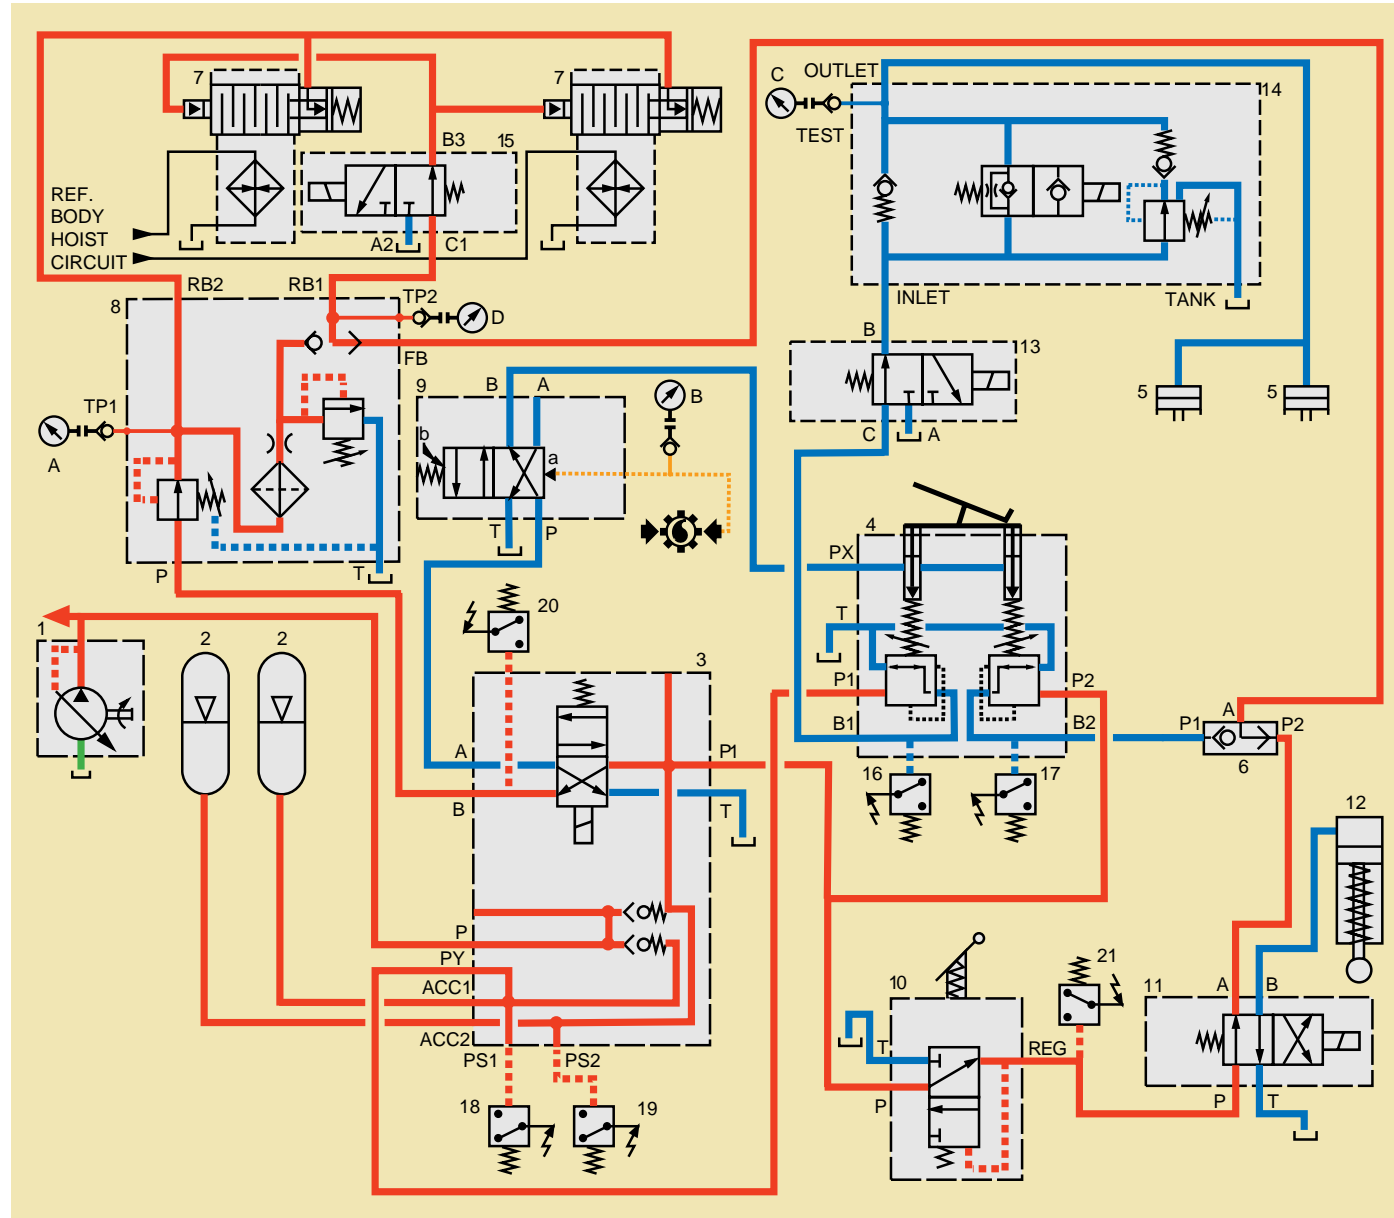 7
7
C
OUTLET
14
TEST
B3
15
REF.
BODY
HOIST
CIRCUIT
A2
C1
RB2
RB1
TP2
INLET
TANK
8
D
B
13
FB
TP1
A
9
B
A
B
5
5
b
a
C
A
T
P
4
PX
P
T
20
T
1
2
2
3
P1
P2
B1
B2
P1
A
P2
6
A
P1
16
17
12
B
T
P
PY
21
ACC1
10
11
A
B
ACC2
PS1
PS2
T
REG
18
19
P
P
T